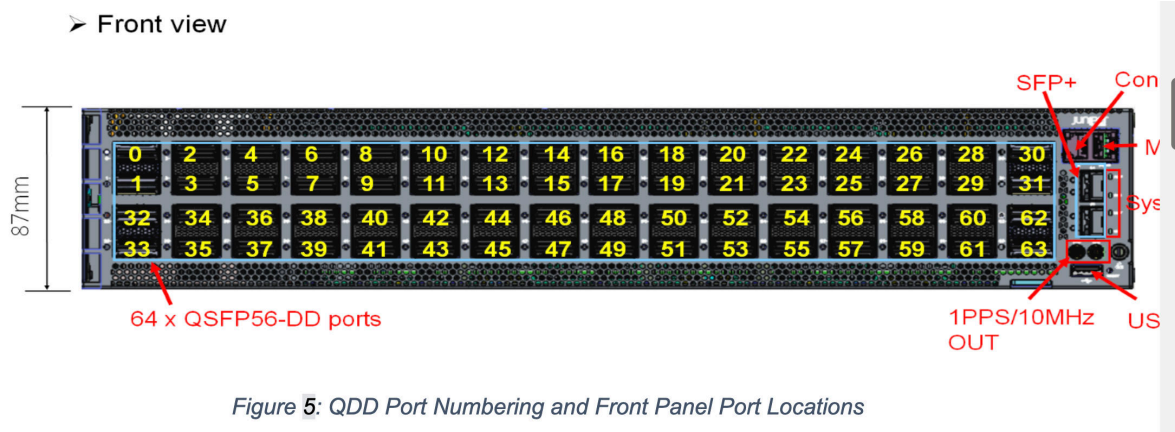 ➢ Front view
SFP+
Con
JUNIPER
0 2 4 6 8 10 12 14 16 18 20 22 24 26 28 30
M
1 3 5 7 9 11 13 15 17 19 21 23 25 27 29 31
87mm
Sys
32 34 36 38 40 42 44 46 48 50 52 54 56 58 60 62
33 35 37 39 41 43 45 47 49 51 53 55 57 59 61 63
64 x QSFP56-DD ports
1PPS/10MHz
OUT
US
Figure 5: QDD Port Numbering and Front Panel Port Locations